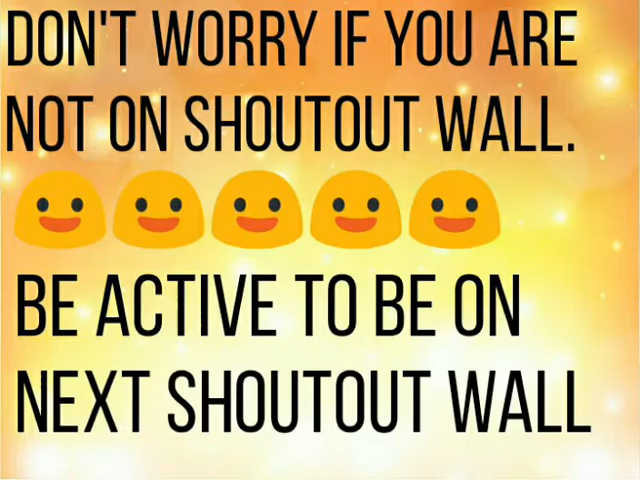 DON'T WORRY IF YOU ARE
NOT ON SHOUTOUT WALL.
BE ACTIVE TO BE ON
NEXT SHOUTOUT WALL